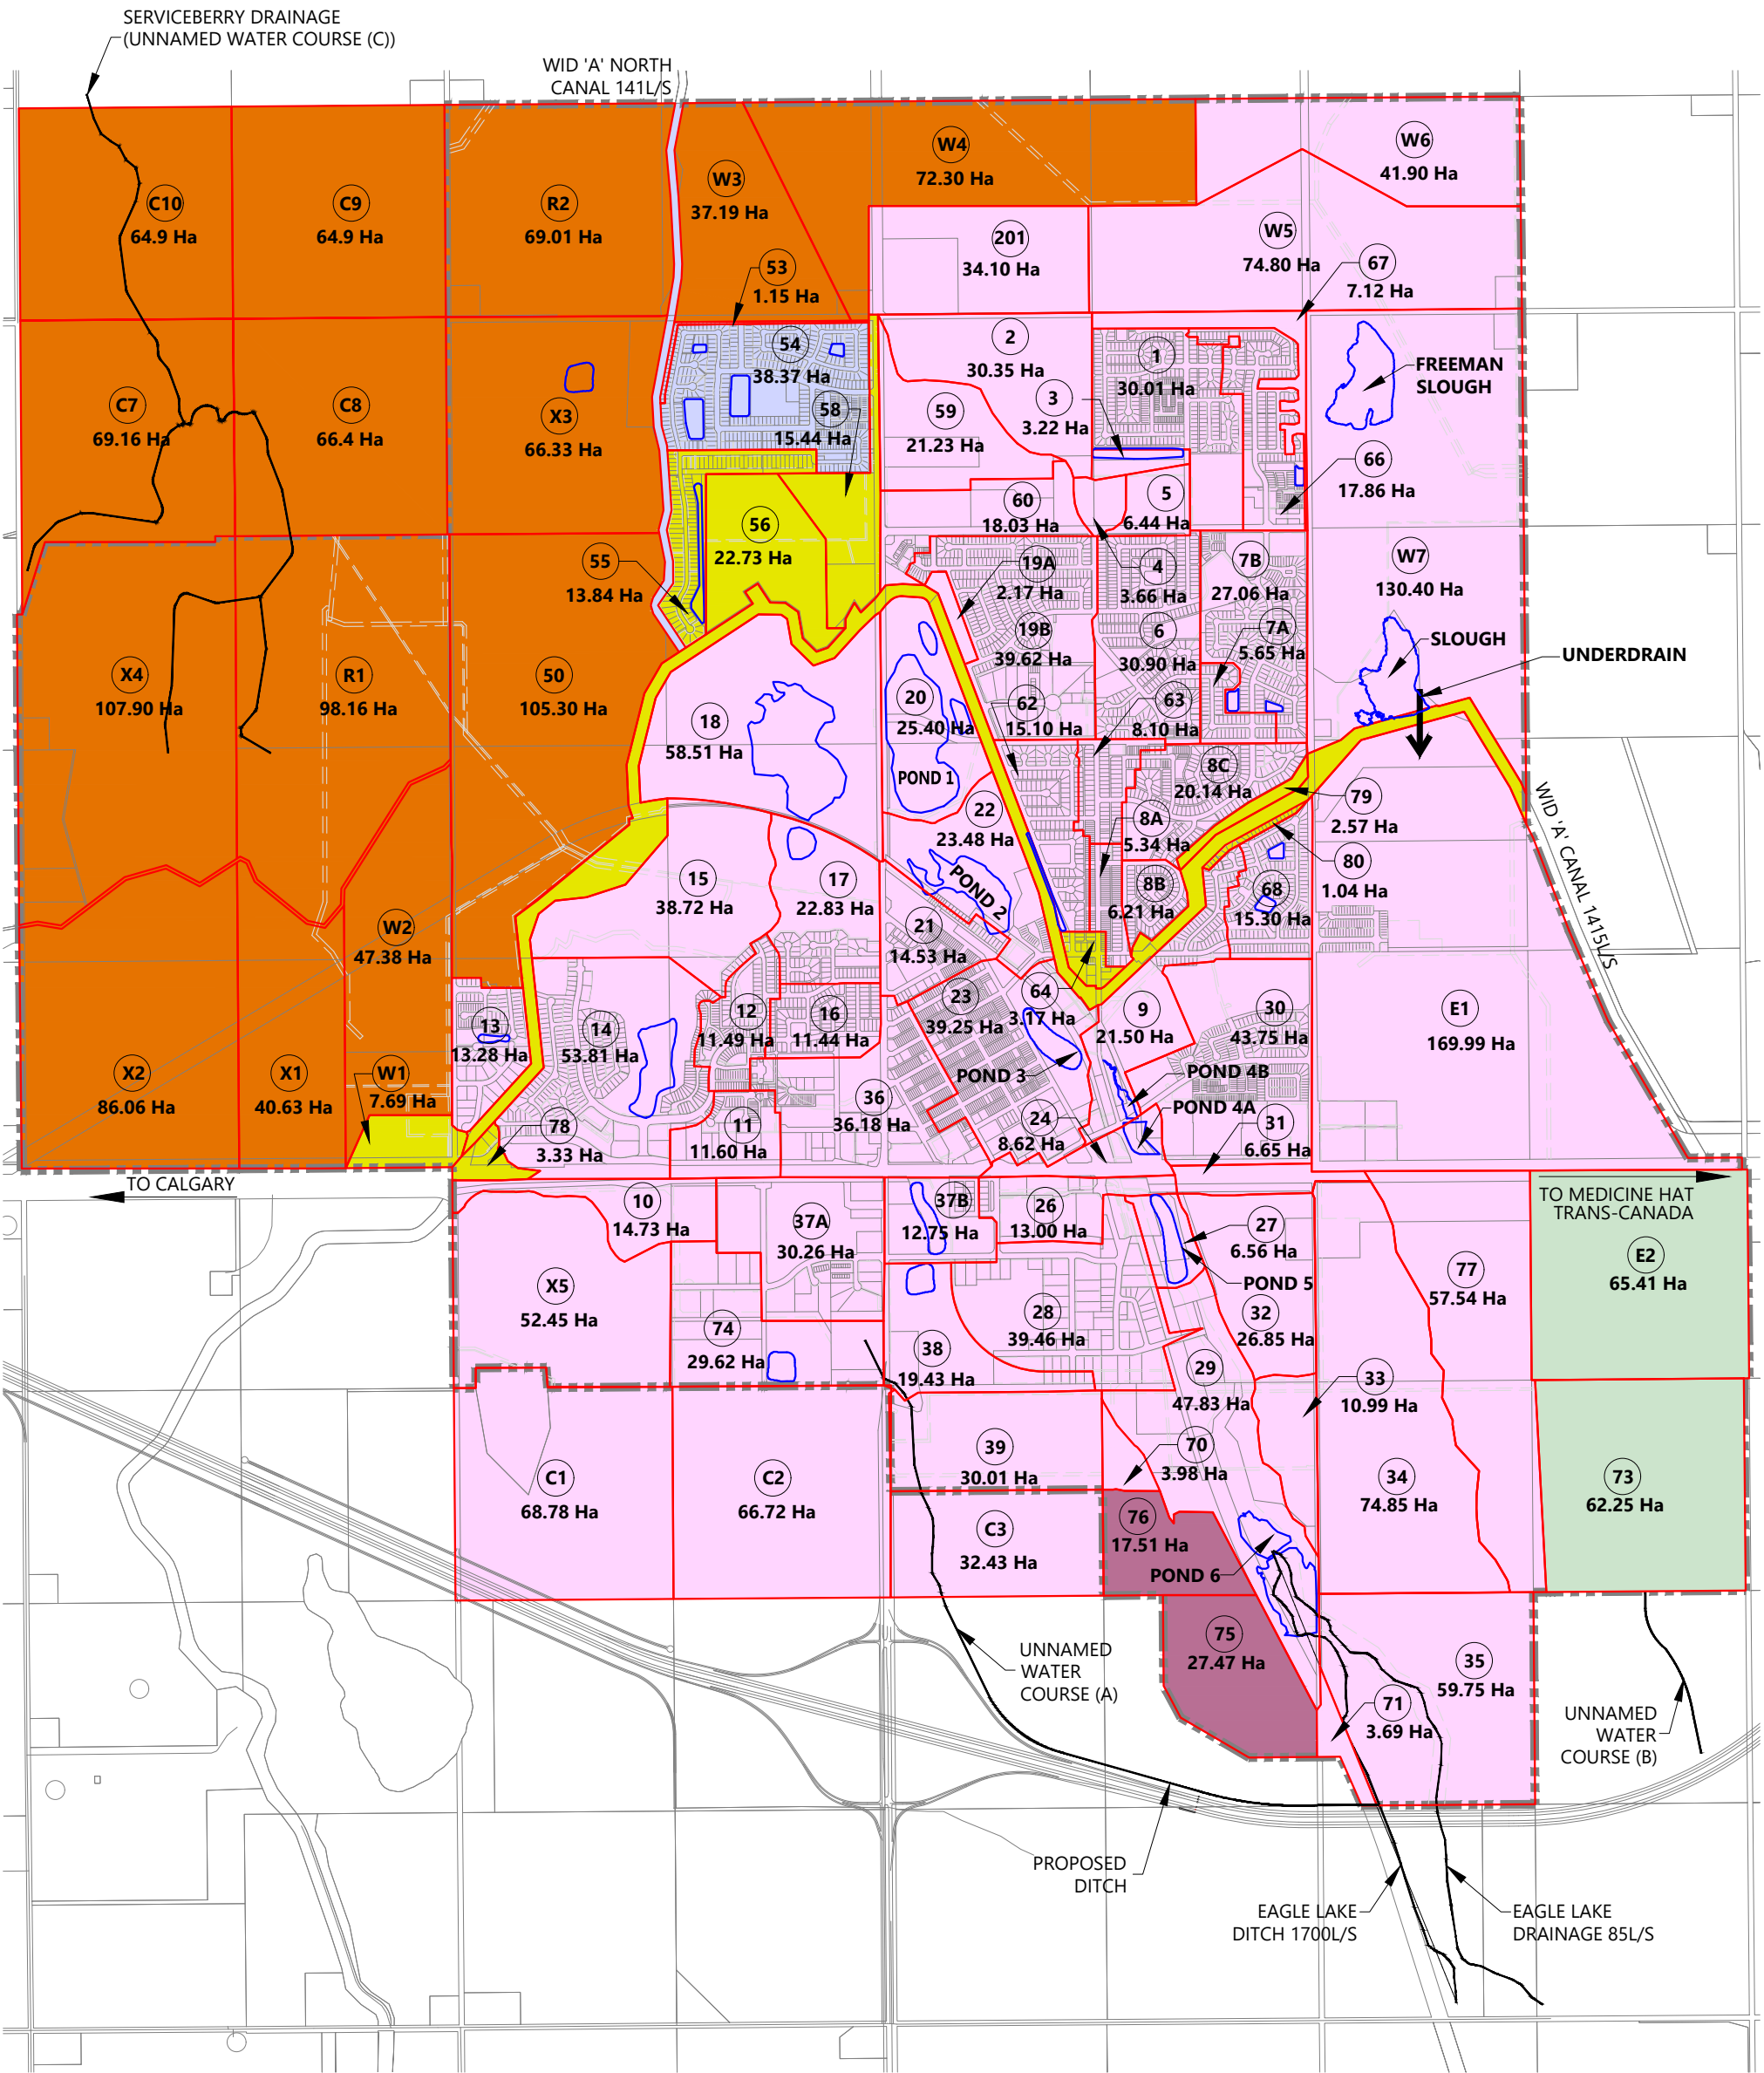 SERVICEBERRY DRAINAGE
(UNNAMED WATER COURSE (C))
WID 'A' NORTH
CANAL 141L/S
C10
64.9 Ha
C9
64.9 Ha
R2
69.01 Ha
W3
37.19 Ha
W4
72.30 Ha
W6
41.90 Ha
201
34.10 Ha
W5
74.80 Ha
67
7.12 Ha
53
1.15 Ha
54
38.37 Ha
58
15.44 Ha
2
30.35 Ha
1
30.01 Ha
3
3.22 Ha
FREEMAN
SLOUGH
C7
69.16 Ha
C8
66.4 Ha
X3
66.33 Ha
59
21.23 Ha
66
17.86 Ha
60
18.03 Ha
5
6.44 Ha
56
22.73 Ha
55
13.84 Ha
19A
2.17 Ha
4
3.66 Ha
7B
27.06 Ha
W7
130.40 Ha
19B
39.62 Ha
6
30.90 Ha
7A
5.65 Ha
SLOUGH
UNDERDRAIN
X4
107.90 Ha
R1
98.16 Ha
50
105.30 Ha
18
58.51 Ha
20
25.40 Ha
62
15.10 Ha
63
8.10 Ha
POND 1
8C
20.14 Ha
79
2.57 Ha
22
23.48 Ha
8A
5.34 Ha
80
1.04 Ha
WID 'A' CANAL 1415L/S
15
38.72 Ha
17
22.83 Ha
POND 2
8B
6.21 Ha
68
15.30 Ha
W2
47.38 Ha
21
14.53 Ha
64
3.17 Ha
13
13.28 Ha
14
53.81 Ha
12
11.49 Ha
16
11.44 Ha
23
39.25 Ha
9
21.50 Ha
30
43.75 Ha
E1
169.99 Ha
POND 3
POND 4B
X2
86.06 Ha
X1
40.63 Ha
W1
7.69 Ha
36
36.18 Ha
POND 4A
78
3.33 Ha
11
11.60 Ha
24
8.62 Ha
31
6.65 Ha
TO CALGARY
TO MEDICINE HAT
TRANS-CANADA
10
14.73 Ha
37A
30.26 Ha
37B
12.75 Ha
26
13.00 Ha
27
6.56 Ha
POND 5
77
57.54 Ha
E2
65.41 Ha
X5
52.45 Ha
74
29.62 Ha
38
19.43 Ha
28
39.46 Ha
32
26.85 Ha
29
47.83 Ha
33
10.99 Ha
39
30.01 Ha
70
3.98 Ha
C1
68.78 Ha
C2
66.72 Ha
34
74.85 Ha
73
62.25 Ha
C3
32.43 Ha
76
17.51 Ha
POND 6
75
27.47 Ha
35
59.75 Ha
71
3.69 Ha
UNNAMED
WATER
COURSE (A)
UNNAMED
WATER
COURSE (B)
PROPOSED
DITCH
EAGLE LAKE
DITCH 1700L/S
EAGLE LAKE
DRAINAGE 85L/S